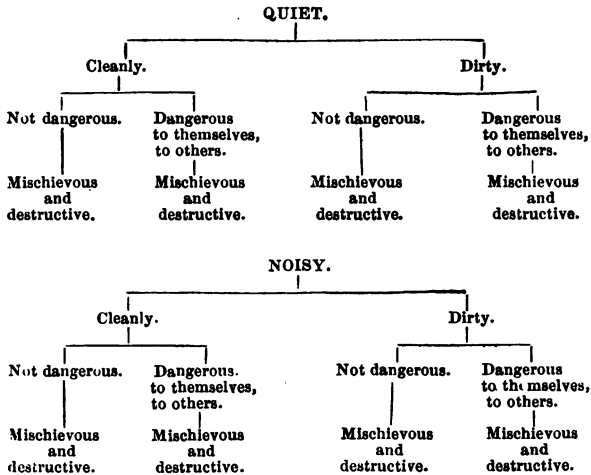 QUIET.
Cleanly. Dirty.
Not dangerous. Dangerous Not dangerous. Dangerous
to themselves, to themselves,
to others. to others.
Mischievous Mischievous Mischievous Mischievous
and and and and
destructive. destructive. destructive. destructive.
NOISY.
Cleanly. Dirty.
Not dangerous. Dangerous. Not dangerous. Dangerous
to themselves, to themselves,
to others. to others.
Mischievous Mischievous Mischievous Mischievous
and and and and
destructive. destructive. destructive. destructive.